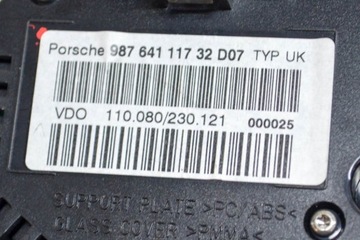 Porsche 987 641 117 32 D07 TYP UK
VDO 110.080/230.121 000025
SUPPORT PLATE >PC/ABS<
GLASS COVER >PMMA<